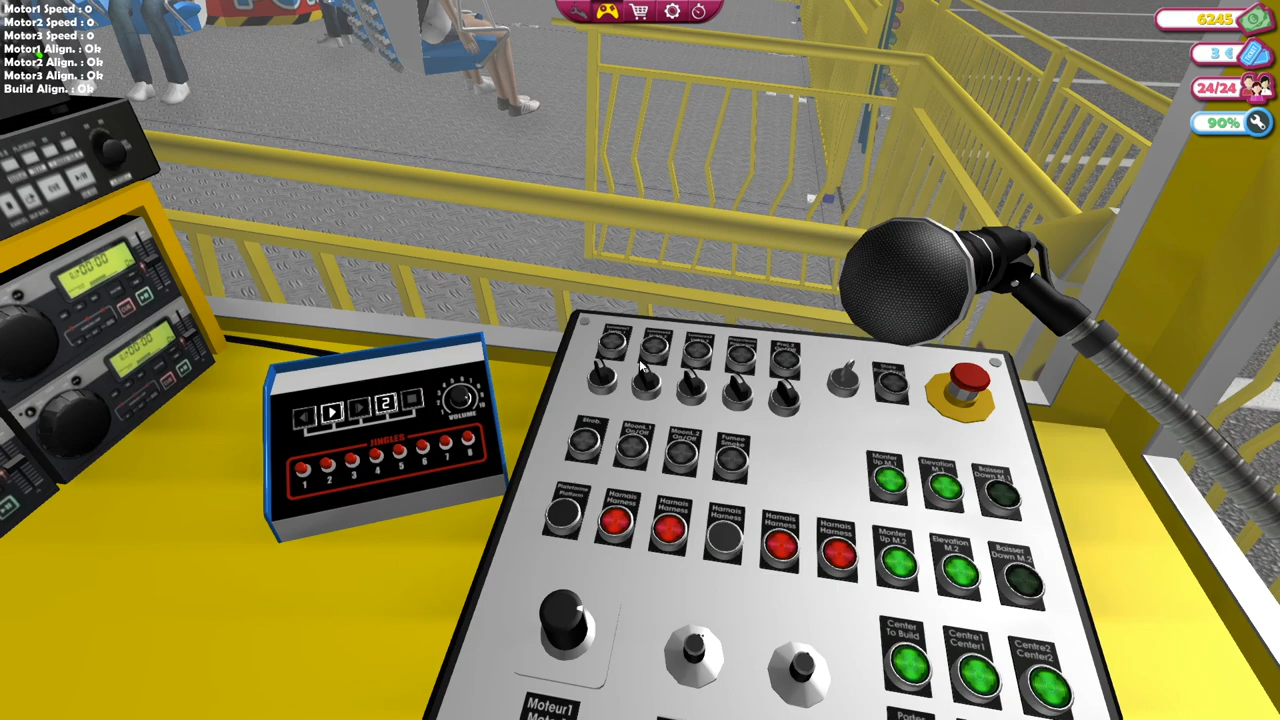 Motor1 Speed : 0
Motor2 Speed : 0
Motor3 Speed : 0
Motor1 Align. : Ok
Motor2 Align. : Ok
Motor3 Align. : Ok
Build Align. : Ok
6245
3 €
24/24
90%
2
VOLUME
JINGLES
1 2 3 4 5 6 7 8
Strob.
MoonL 1 On/Off
MoonL 2 On/Off
Fumee Smoke
Monter Up M.1
Elevation M.1
Baisser Down M.1
Plateforme Platform
Harnais Harness
Harnais Harness
Harnais Harness
Harnais Harness
Harnais Harness
Monter Up M.2
Elevation M.2
Baisser Down M.2
Center To Build
Centre1 Center1
Centre2 Center2
Moteur1
Portes